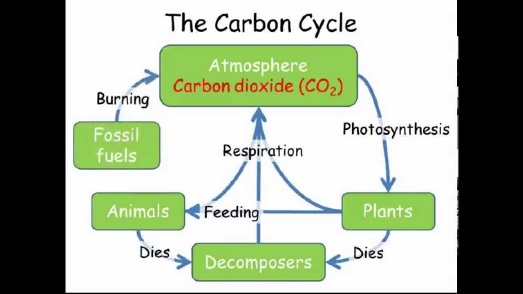 The Carbon Cycle
Atmosphere
Carbon dioxide (CO₂)
Burning
Photosynthesis
Fossil
fuels
Respiration
Animals
Feeding
Plants
Dies
Dies
Decomposers